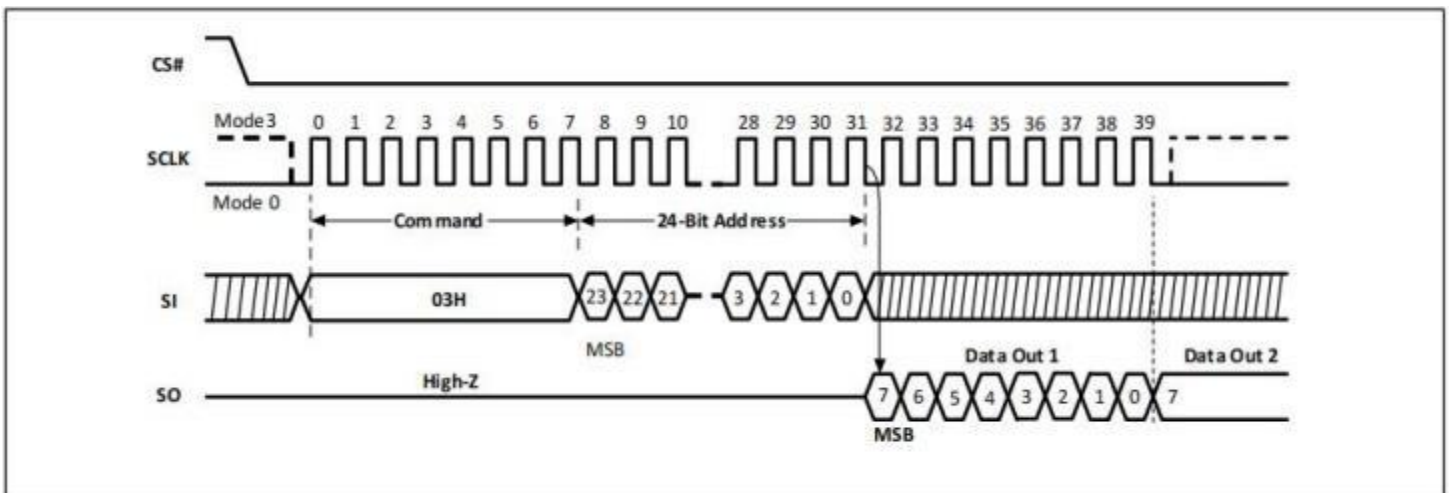 CS#
Mode3
0 1 2 3 4 5 6 7 8 9 10 28 29 30 31 32 33 34 35 36 37 38 39
SCLK
Mode 0
Command
24-Bit Address
SI
03H
23 22 21 3 2 1 0
MSB
Data Out 1
Data Out 2
High-Z
SO
7 6 5 4 3 2 1 0 7
MSB